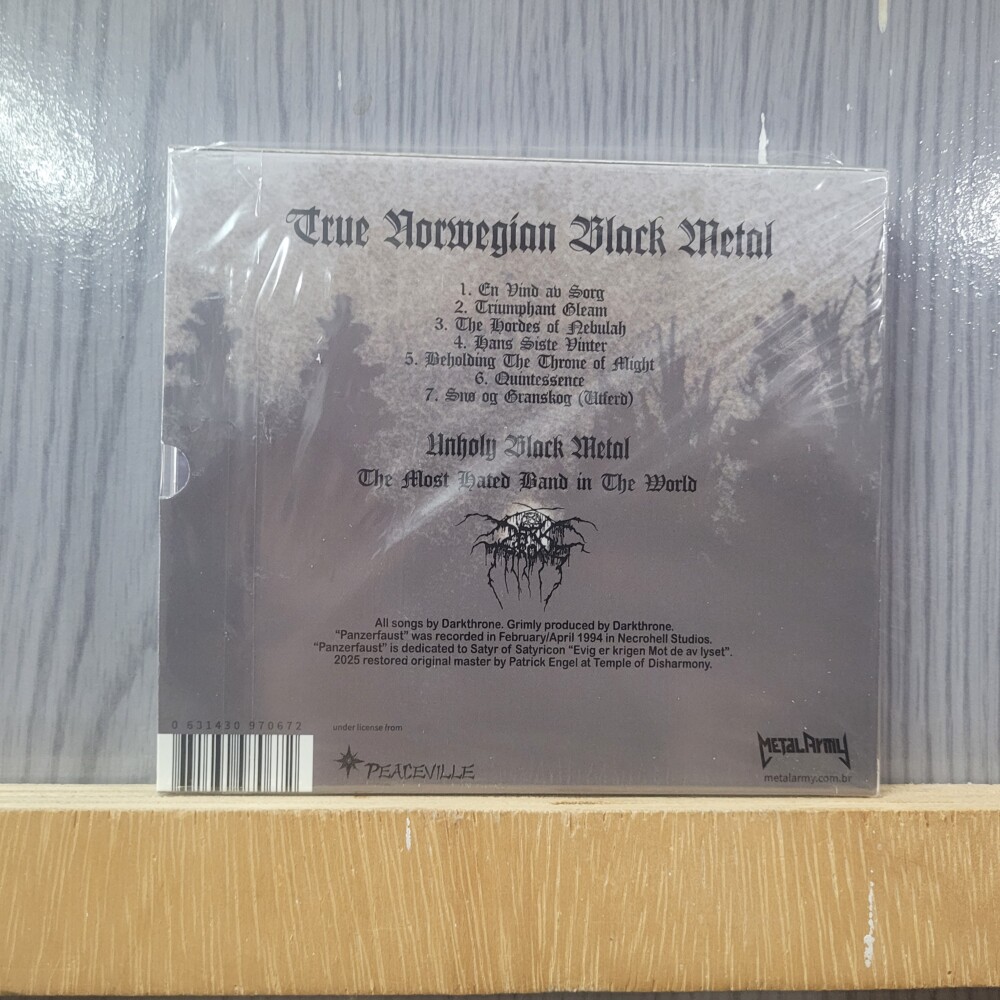 True Norwegian Black Metal
1. En Vind av Sorg
2. Triumphant Gleam
3. The Hordes of Nebulah
4. Hans Siste Vinter
5. Beholding The Throne of Might
6. Quintessence
7. Snø og Granskog (Utferd)
Unholy Black Metal
The Most Hated Band in The World
DARK
THRONE
All songs by Darkthrone. Grimly produced by Darkthrone.
“Panzerfaust” was recorded in February/April 1994 in Necrohell Studios.
“Panzerfaust” is dedicated to Satyr of Satyricon “Evig er krigen Mot de av lyset”.
2025 restored original master by Patrick Engel at Temple of Disharmony.
0 631430 970672
under license from
PEACEVILLE
METALARMY
metalarmy.com.br